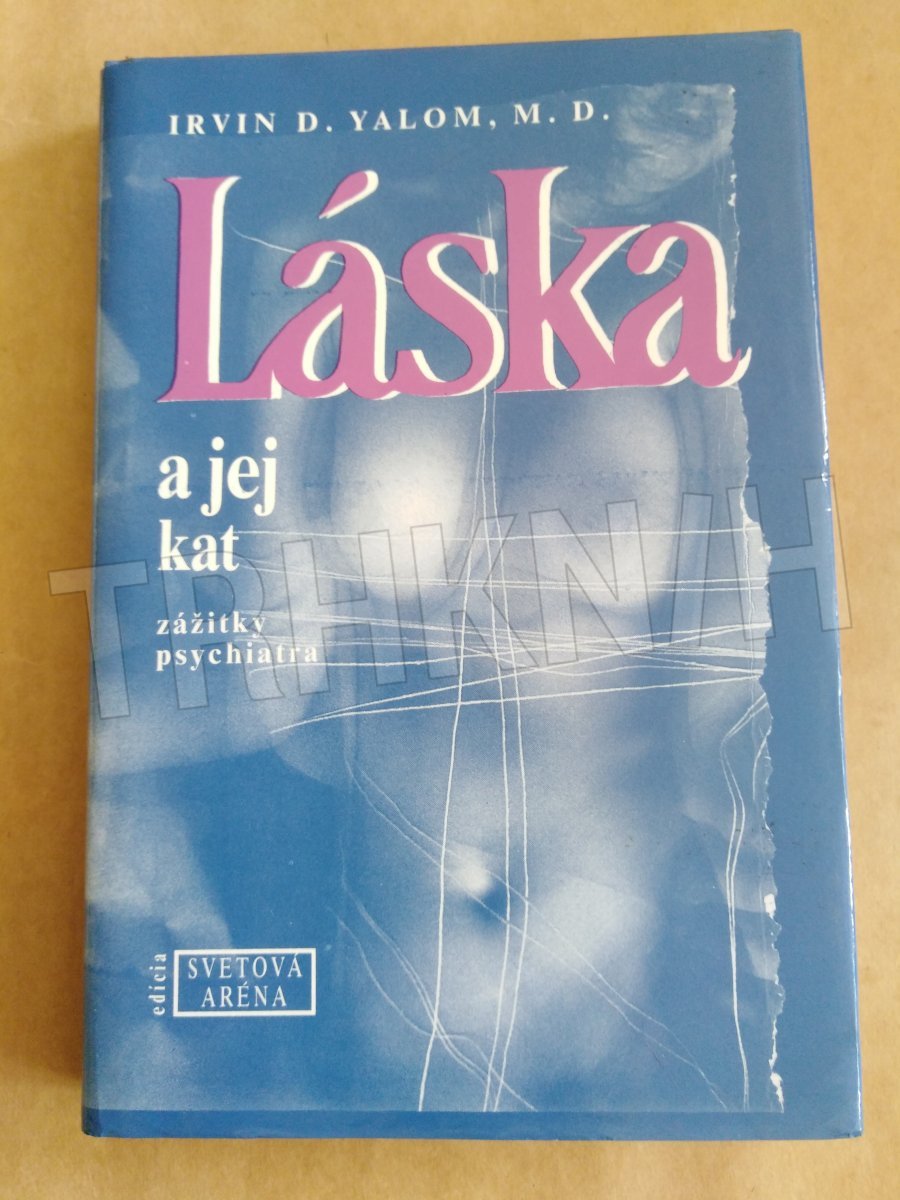 IRVIN D. YALOM, M. D.
Láska
a jej
kat
zážitky
psychiatra
TRHKNIH
edícia
SVETOVÁ
ARÉNA